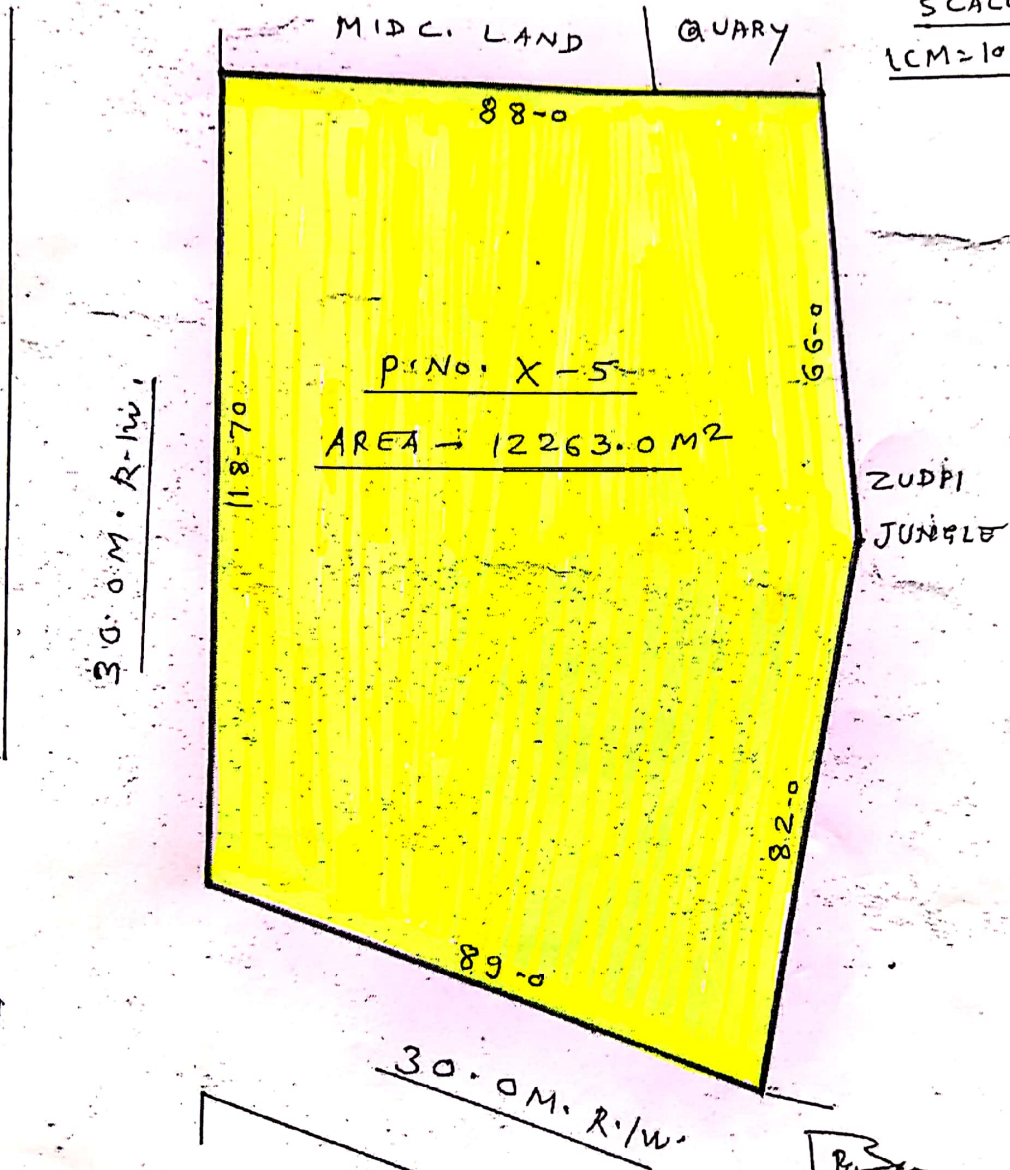 MIDC. LAND
QUARY
1CM=10
88-0
66-0
P.No. X-5
AREA - 12263.0 M2
118-70
30.0M. R-W.
ZUDPI
JUNGLE
82-0
89-0
30.0M. R./W.